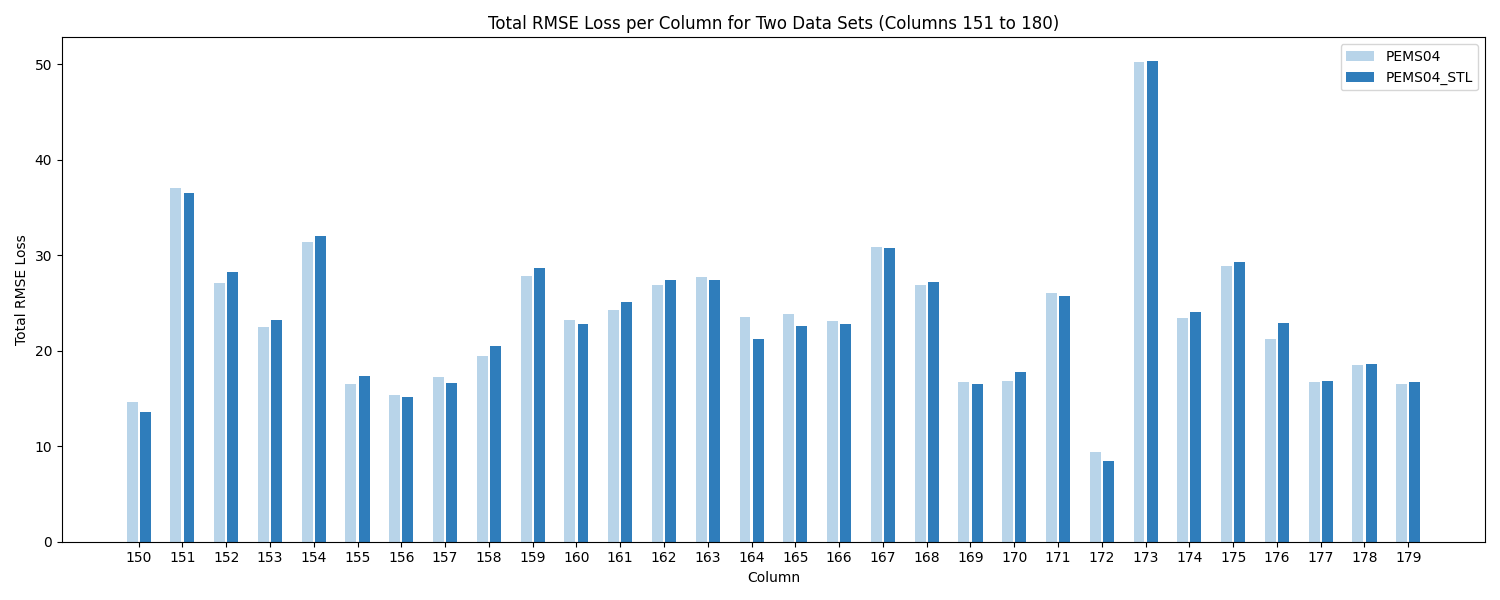 Total RMSE Loss per Column for Two Data Sets (Columns 151 to 180)
PEMS04
PEMS04_STL
Total RMSE Loss
50
40
30
20
10
0
150 151 152 153 154 155 156 157 158 159 160 161 162 163 164 165 166 167 168 169 170 171 172 173 174 175 176 177 178 179
Column